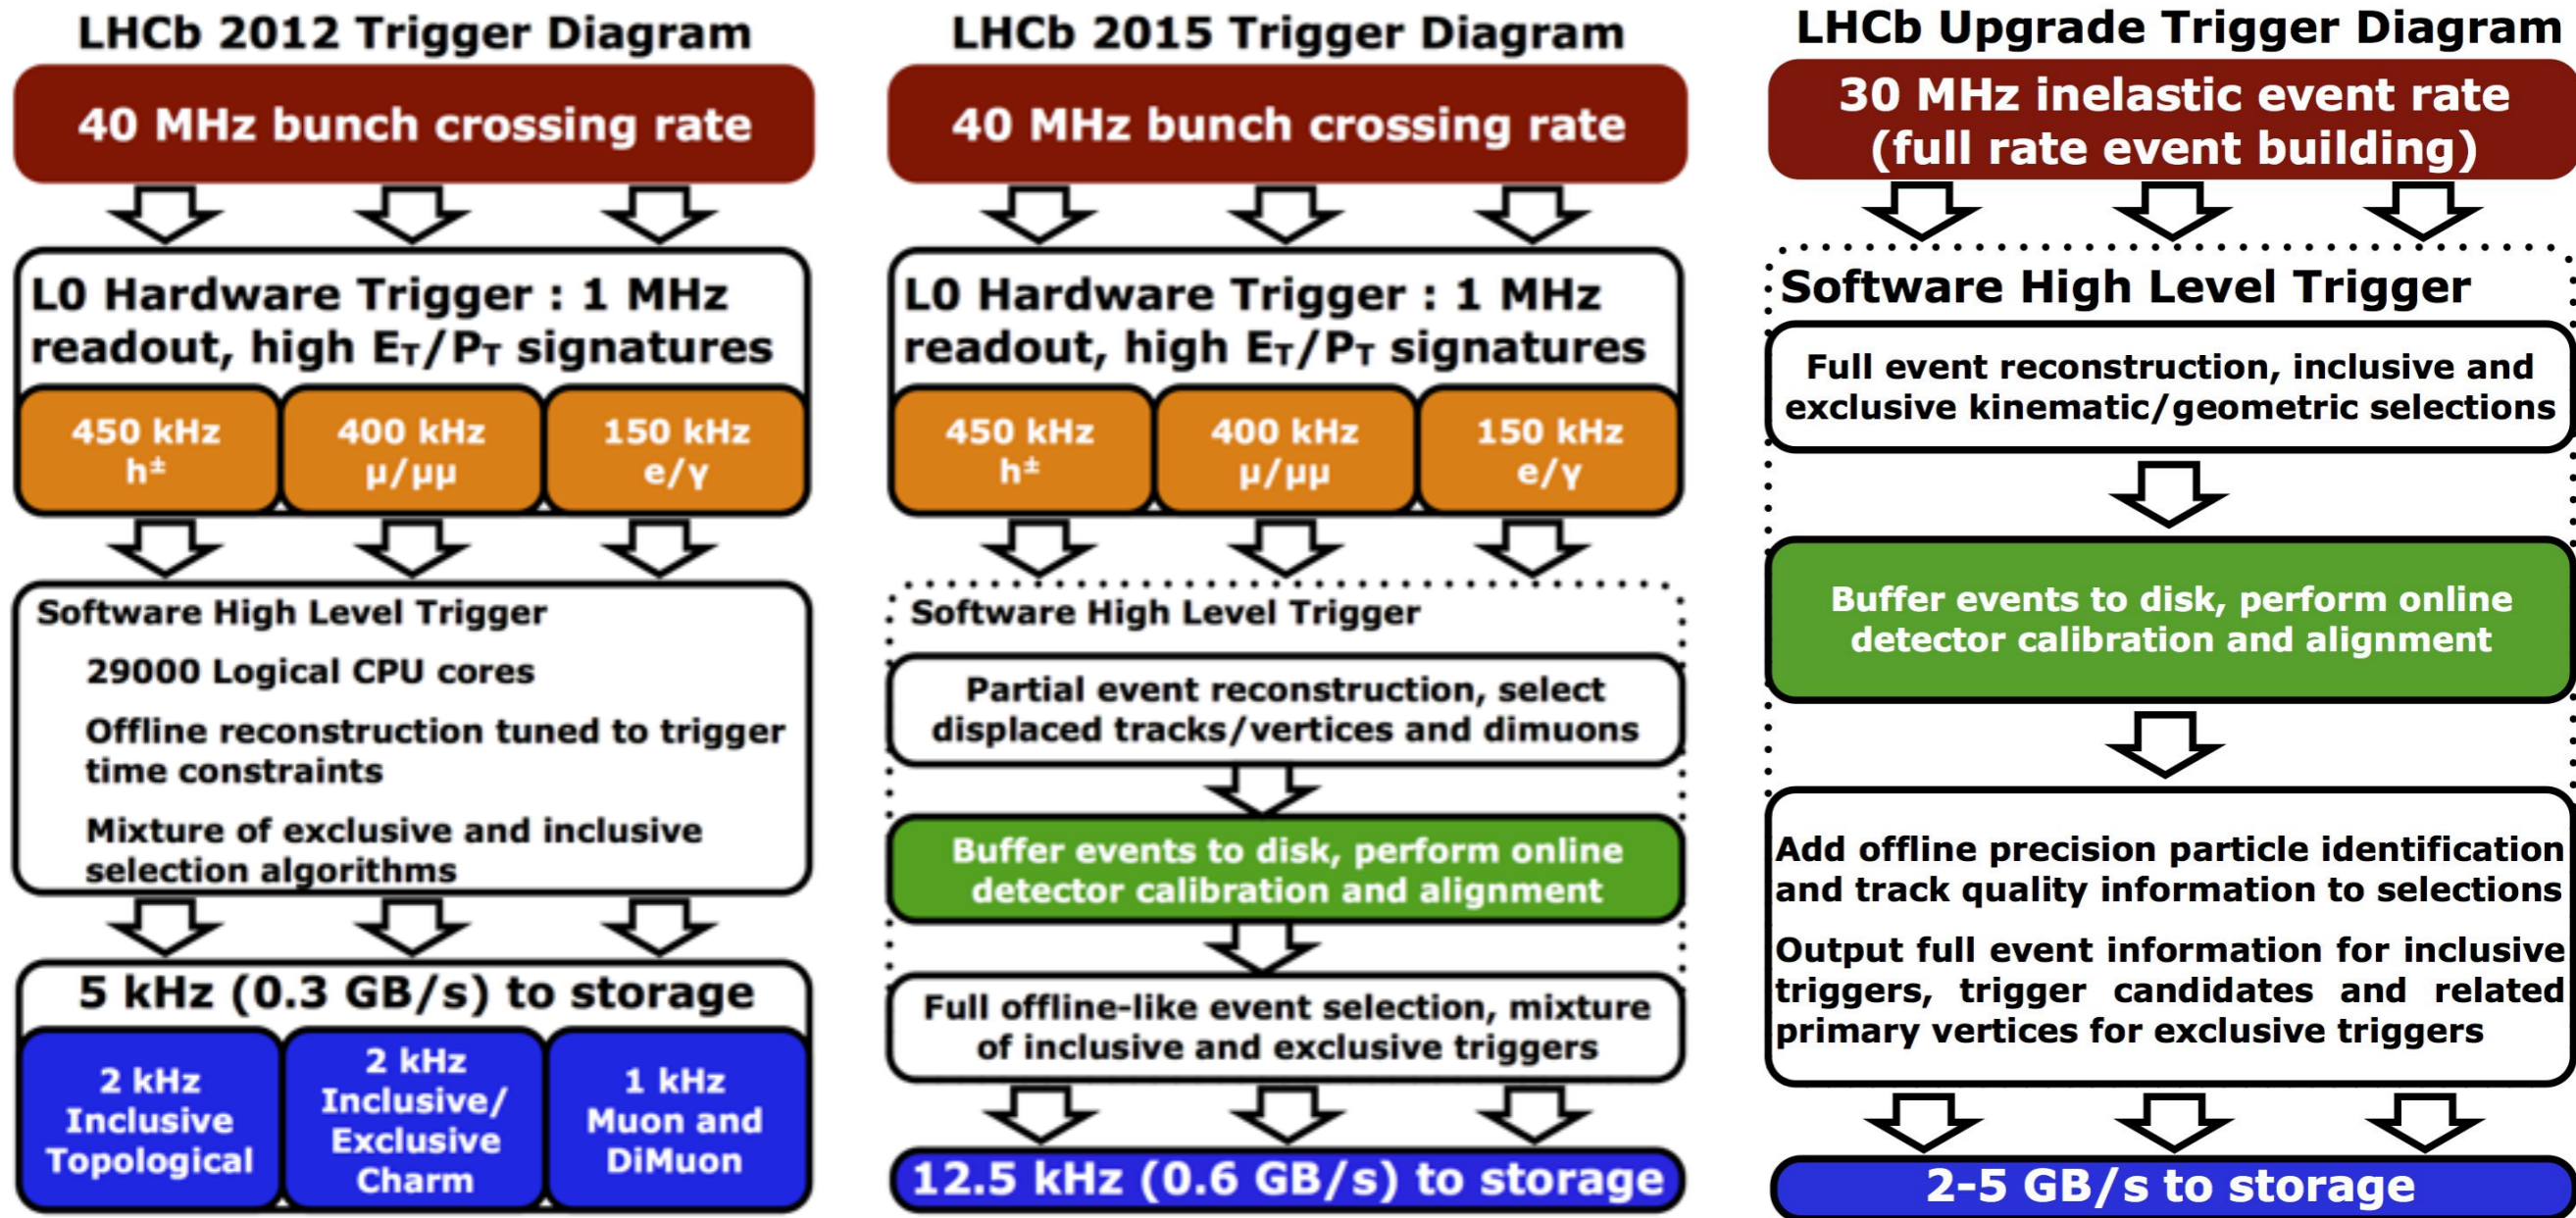 LHCb 2012 Trigger Diagram
40 MHz bunch crossing rate
L0 Hardware Trigger : 1 MHz
readout, high E_T/P_T signatures
450 kHz
h±
400 kHz
μ/μμ
150 kHz
e/γ
Software High Level Trigger
29000 Logical CPU cores
Offline reconstruction tuned to trigger
time constraints
Mixture of exclusive and inclusive
selection algorithms
5 kHz (0.3 GB/s) to storage
2 kHz
Inclusive
Topological
2 kHz
Inclusive/
Exclusive
Charm
1 kHz
Muon and
DiMuon
LHCb 2015 Trigger Diagram
40 MHz bunch crossing rate
L0 Hardware Trigger : 1 MHz
readout, high E_T/P_T signatures
450 kHz
h±
400 kHz
μ/μμ
150 kHz
e/γ
Software High Level Trigger
Partial event reconstruction, select
displaced tracks/vertices and dimuons
Buffer events to disk, perform online
detector calibration and alignment
Full offline-like event selection, mixture
of inclusive and exclusive triggers
12.5 kHz (0.6 GB/s) to storage
LHCb Upgrade Trigger Diagram
30 MHz inelastic event rate
(full rate event building)
Software High Level Trigger
Full event reconstruction, inclusive and
exclusive kinematic/geometric selections
Buffer events to disk, perform online
detector calibration and alignment
Add offline precision particle identification
and track quality information to selections
Output full event information for inclusive
triggers, trigger candidates and related
primary vertices for exclusive triggers
2-5 GB/s to storage